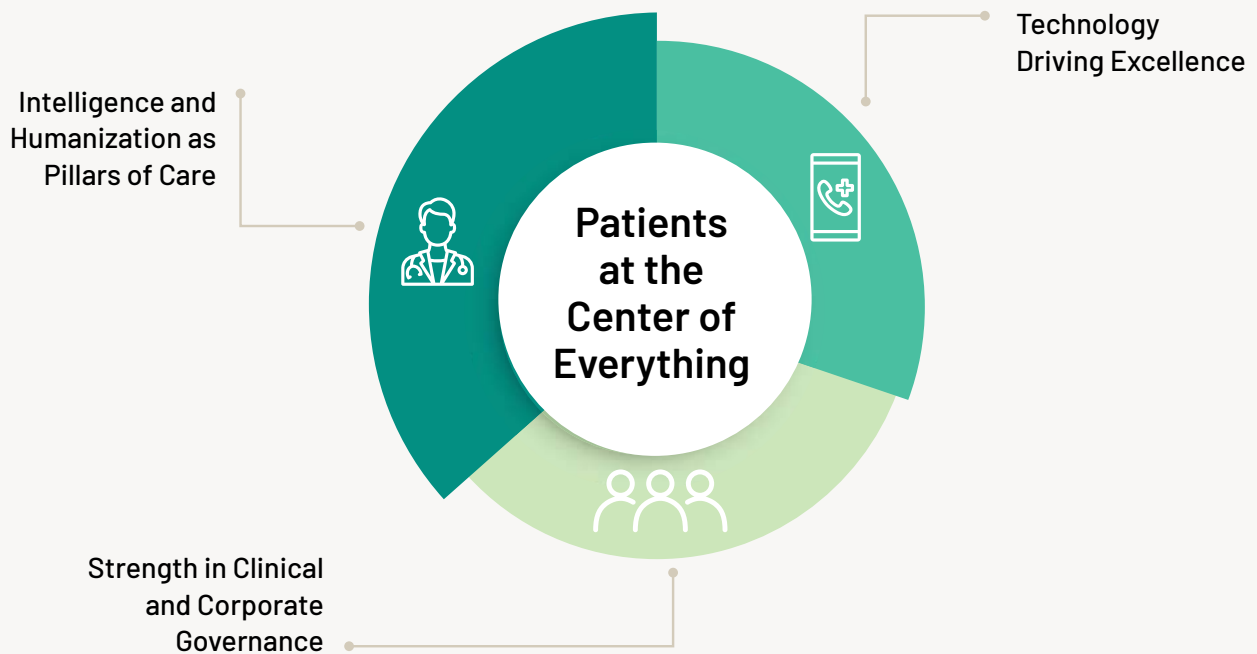 Technology
Driving Excellence
Intelligence and
Humanization as
Pillars of Care
Patients
at the
Center of
Everything
Strength in Clinical
and Corporate
Governance